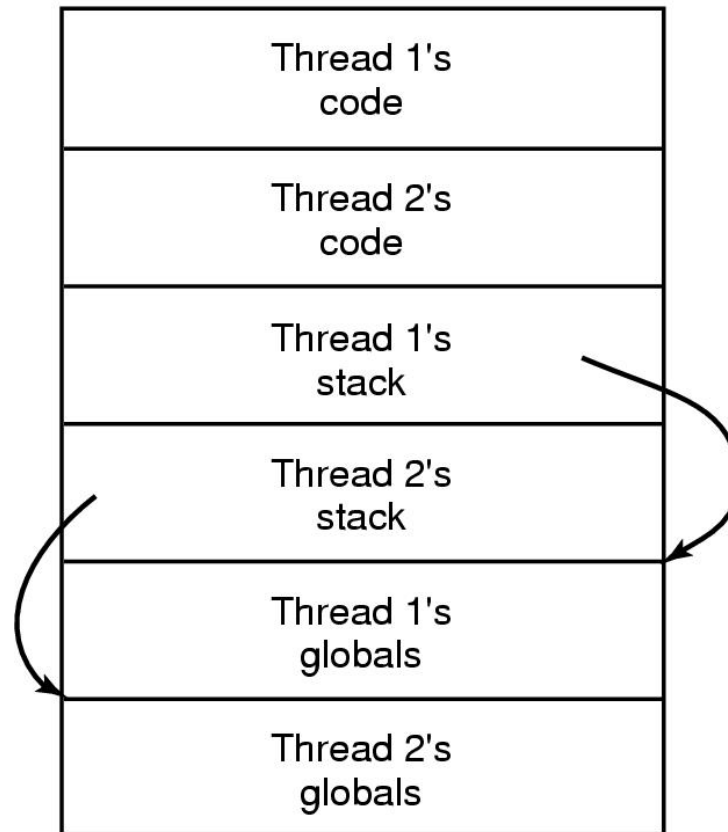 Thread 1's
code
Thread 2's
code
Thread 1's
stack
Thread 2's
stack
Thread 1's
globals
Thread 2's
globals